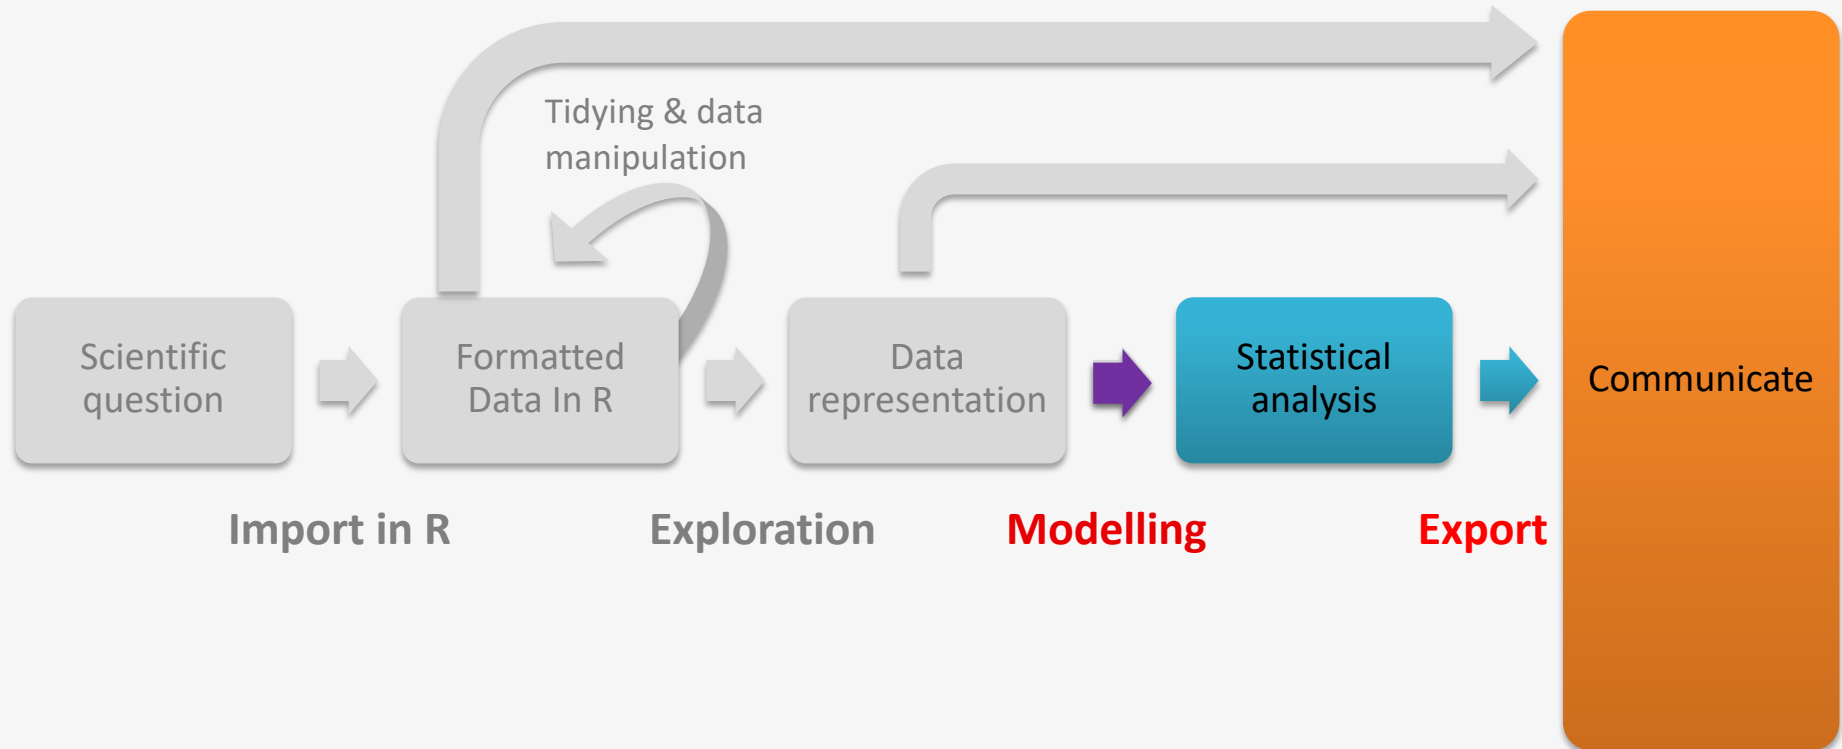 Tidying & data
manipulation
Scientific
question
Formatted
Data In R
Data
representation
Statistical
analysis
Communicate
Import in R
Exploration
Modelling
Export